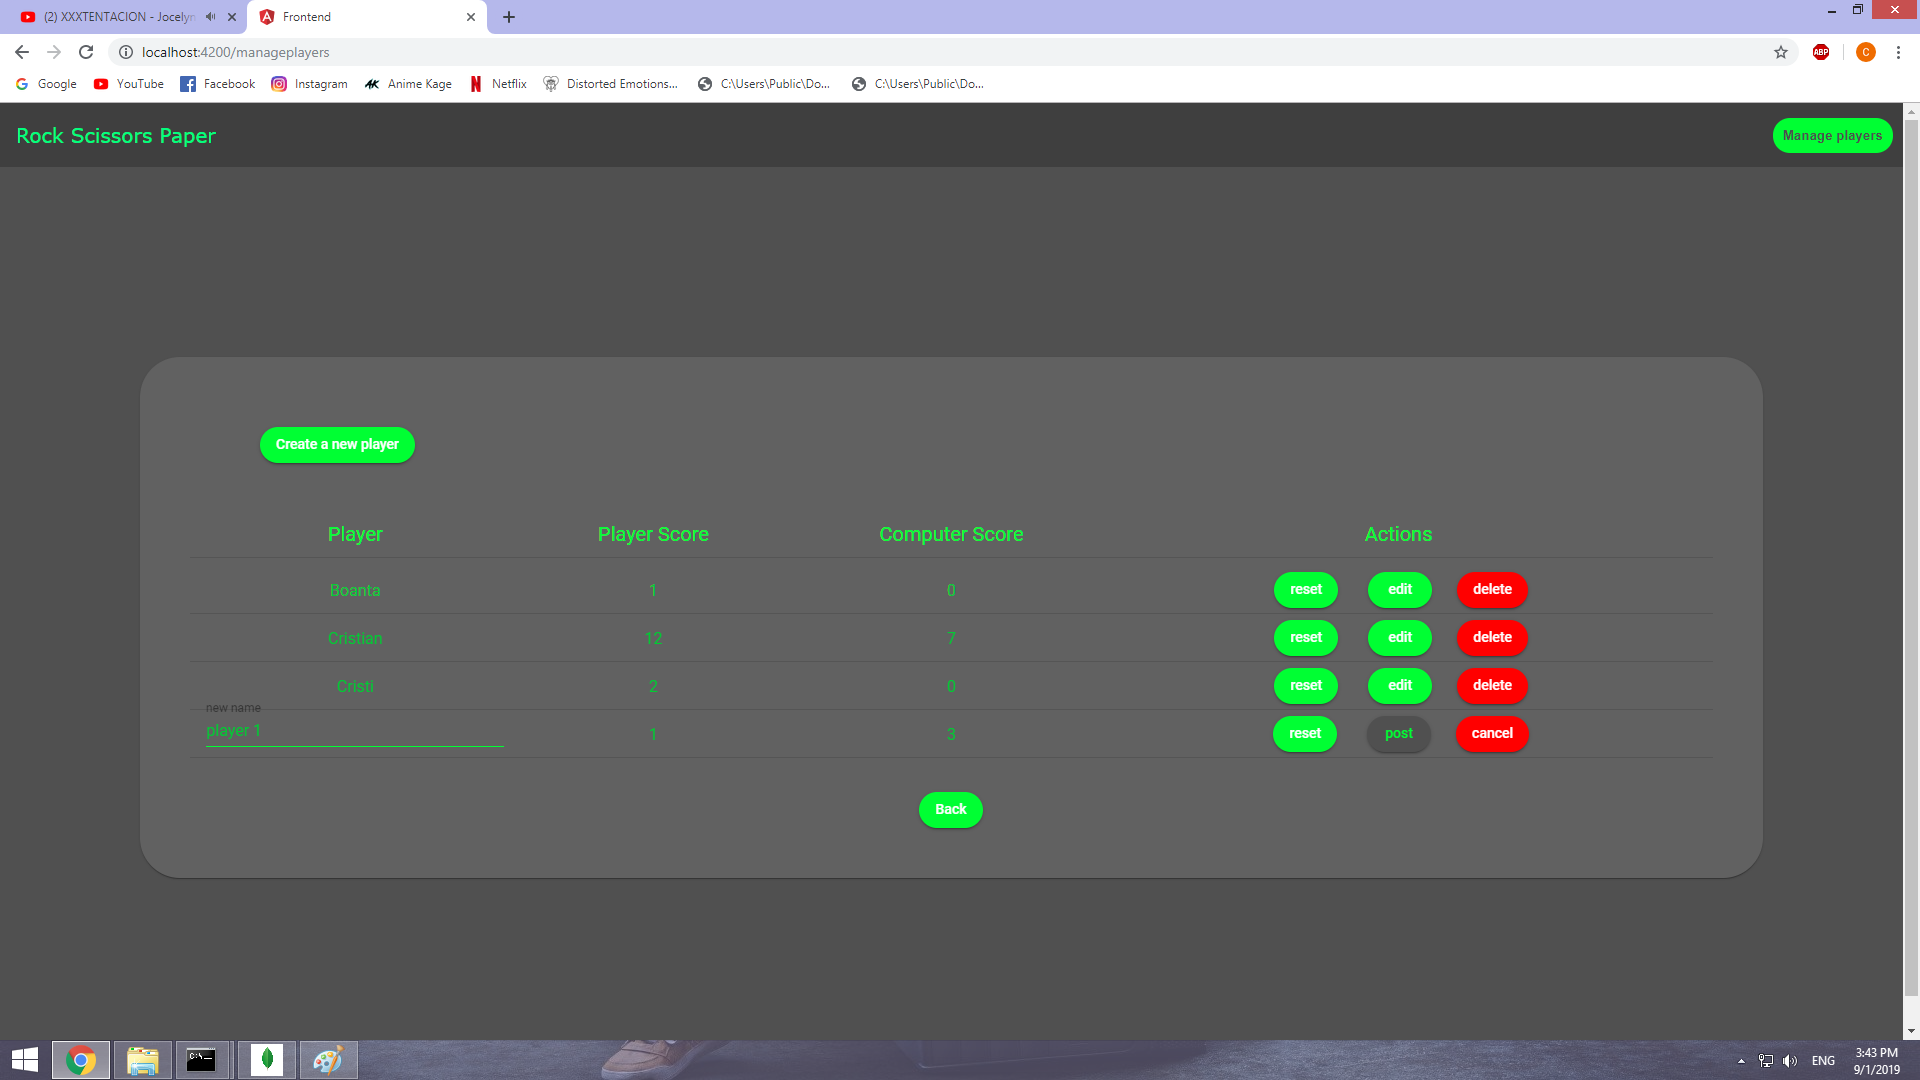 (2) XXXTENTACION - Jocelyn
Frontend
localhost:4200/manageplayers
ABP
C
Google
YouTube
Facebook
Instagram
Anime Kage
Netflix
Distorted Emotions...
C:\Users\Public\Do...
C:\Users\Public\Do...
Rock Scissors Paper
Manage players
Create a new player
Player Player Score Computer Score Actions
Boanta 1 0 reset edit delete
Cristian 12 7 reset edit delete
Cristi 2 0 reset edit delete
new name
player 1 1 3 reset post cancel
Back
ENG
3:43 PM
9/1/2019